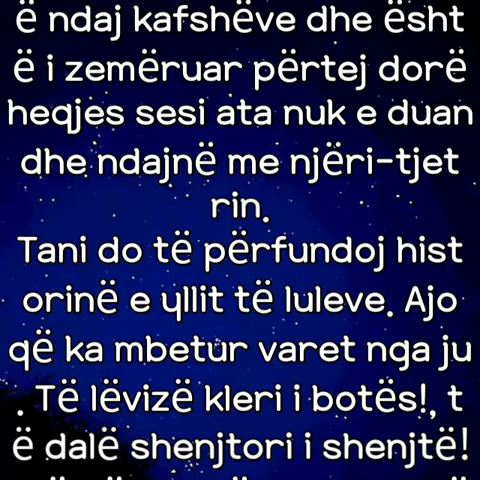 ë ndaj kafshëve dhe ësht
ë i zemëruar përtej dorë
heqjes sesi ata nuk e duan
dhe ndajnë me njëri-tjet
rin.
Tani do të përfundoj hist
orinë e yllit të luleve. Ajo
që ka mbetur varet nga ju
. Të lëvizë kleri i botës!, t
ë dalë shenjtori i shenjtë!